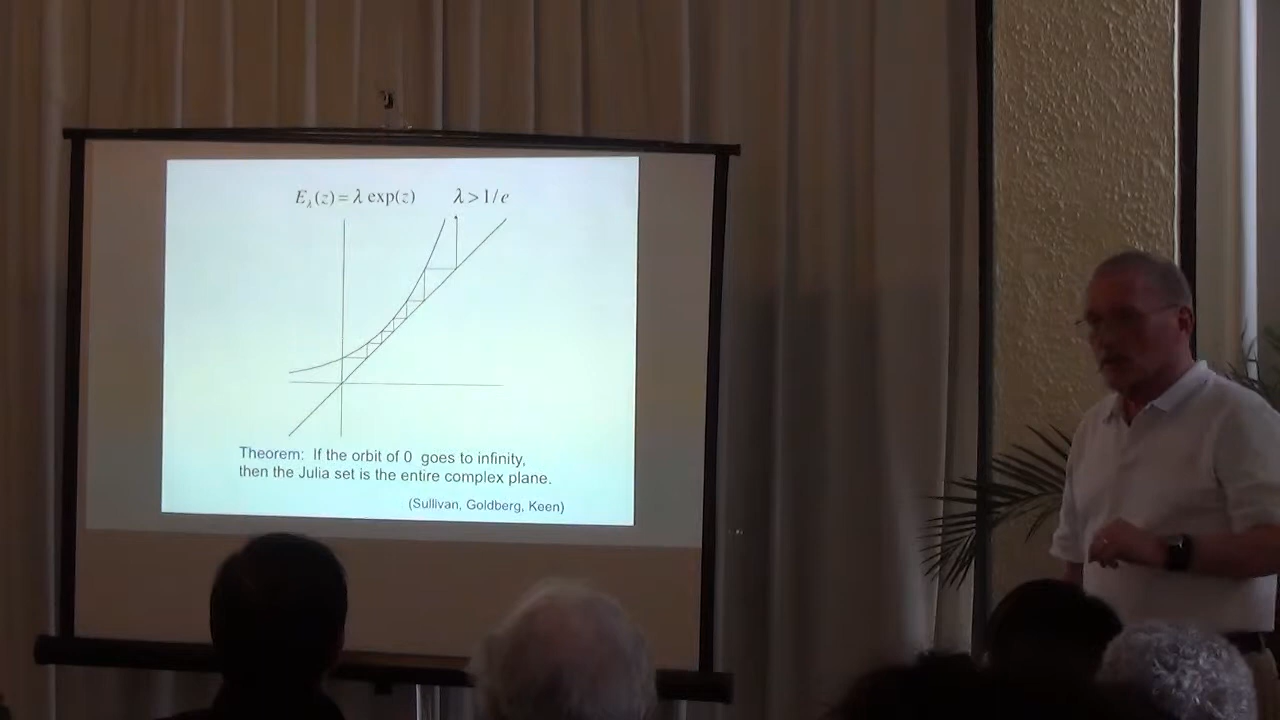 E_λ(z) = λ exp(z)    λ > 1/e
Theorem: If the orbit of 0 goes to infinity,
then the Julia set is the entire complex plane.
(Sullivan, Goldberg, Keen)